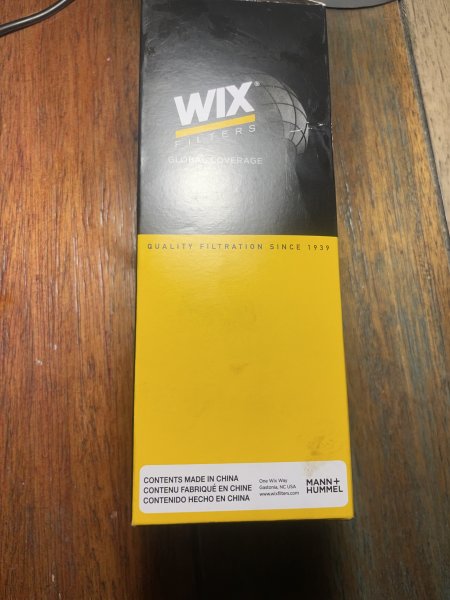 WIX®
FILTERS
GLOBAL COVERAGE
QUALITY FILTRATION SINCE 1939
CONTENTS MADE IN CHINA
CONTENU FABRIQUÉ EN CHINE
CONTENIDO HECHO EN CHINA
One Wix Way
Gastonia, NC USA
www.wixfilters.com
MANN+
HUMMEL